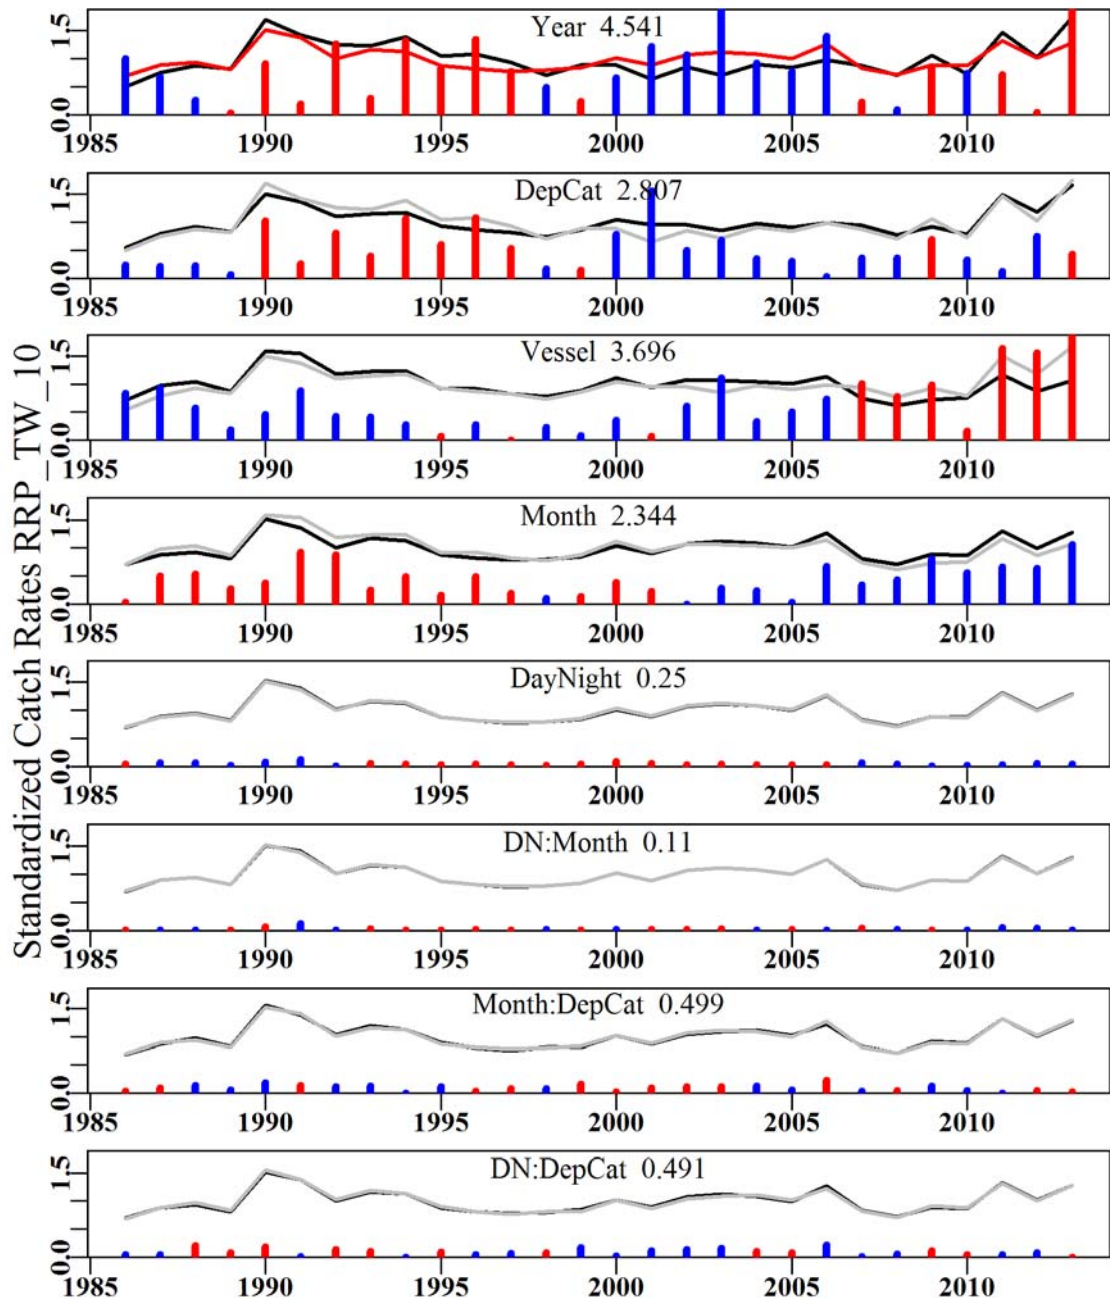 Standardized Catch Rates RRP_TW_10
Year 4.541
1.5
0.0
1985 1990 1995 2000 2005 2010
DepCat 2.807
1.5
0.0
1985 1990 1995 2000 2005 2010
Vessel 3.696
1.5
0.0
1985 1990 1995 2000 2005 2010
Month 2.344
1.5
0.0
1985 1990 1995 2000 2005 2010
DayNight 0.25
1.5
0.0
1985 1990 1995 2000 2005 2010
DN:Month 0.11
1.5
0.0
1985 1990 1995 2000 2005 2010
Month:DepCat 0.499
1.5
0.0
1985 1990 1995 2000 2005 2010
DN:DepCat 0.491
1.5
0.0
1985 1990 1995 2000 2005 2010